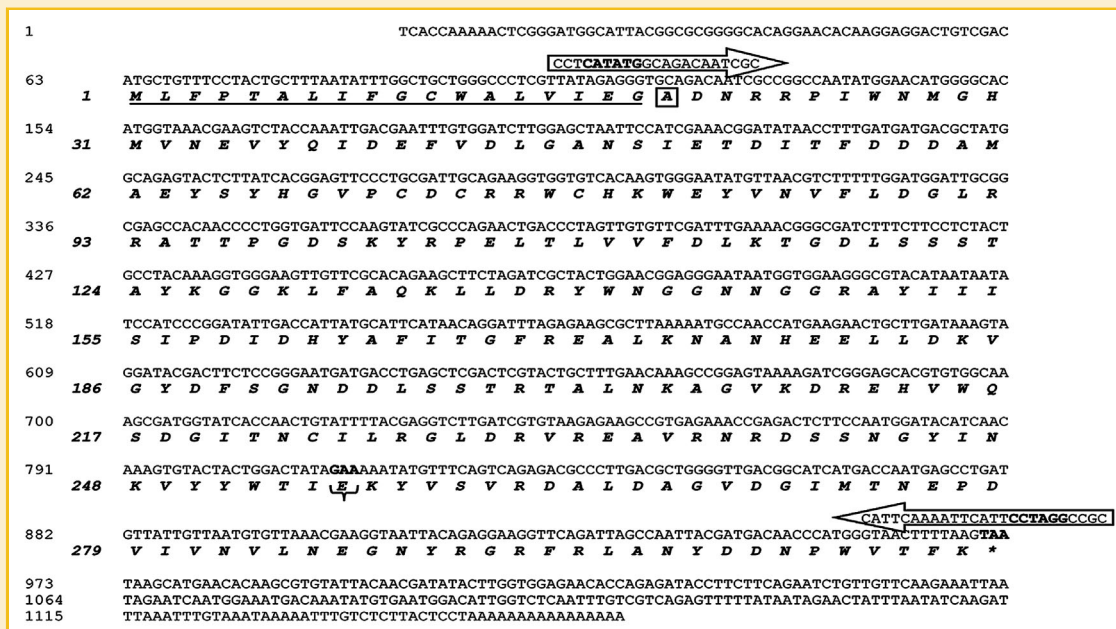 1 TCACCAAAAACTCGGGATGGCATTACGGCGCGGGGCACAGGAACACAAGGAGGACTGTCGAC
CCTCATATGGCAGACAATCGC
63 ATGCTGTTTCCTACTGCTTTAATATTTGGCTGCTGGGCCCTCGTTATAGAGGGTGCAGACAATCGCCGGCCAATATGGAACATGGGGCAC
1 M L F P T A L I F G C W A L V I E G A D N R R P I W N M G H
154 ATGGTAAACGAAGTCTACCAAATTGACGAATTTGTGGATCTTGGAGCTAATTCCATCGAAACGGATATAACCTTTGATGATGACGCTATG
31 M V N E V Y Q I D E F V D L G A N S I E T D I T F D D D A M
245 GCAGAGTACTCTTATCACGGAGTTCCCTGCGATTGCAGAAGGTGGTGTCACAAGTGGGAATATGTTAACGTCTTTTTGGATGGATTGCGG
62 A E Y S Y H G V P C D C R R W C H K W E Y V N V F L D G L R
336 CGAGCCACAACCCCTGGTGATTCCAAGTATCGCCCAGAACTGACCCTAGTTGTGTTCGATTTGAAAACGGGCGATCTTTCTTCCTCTACT
93 R A T T P G D S K Y R P E L T L V V F D L K T G D L S S S T
427 GCCTACAAAGGTGGGAAGTTGTTCGCACAGAAGCTTCTAGATCGCTACTGGAACGGAGGGAATAATGGTGGAAGGGCGTACATAATAATA
124 A Y K G G K L F A Q K L L D R Y W N G G N N G G R A Y I I I
518 TCCATCCCGGATATTGACCATTATGCATTCATAACAGGATTTAGAGAAGCGCTTAAAAATGCCAACCATGAAGAACTGCTTGATAAAGTA
155 S I P D I D H Y A F I T G F R E A L K N A N H E E L L D K V
609 GGATACGACTTCTCCGGGAATGATGACCTGAGCTCGACTCGTACTGCTTTGAACAAAGCCGGAGTAAAAGATCGGGAGCACGTGTGGCAA
186 G Y D F S G N D D L S S T R T A L N K A G V K D R E H V W Q
700 AGCGATGGTATCACCAACTGTATTTTACGAGGTCTTGATCGTGTAAGAGAAGCCGTGAGAAACCGAGACTCTTCCAATGGATACATCAAC
217 S D G I T N C I L R G L D R V R E A V R N R D S S N G Y I N
791 AAAGTGTACTACTGGACTATAGAAAAATATGTTTCAGTCAGAGACGCCCTTGACGCTGGGGTTGACGGCATCATGACCAATGAGCCTGAT
248 K V Y Y W T I E K Y V S V R D A L D A G V D G I M T N E P D
CATTCAAAATTCATTCCTAGGCCGC
882 GTTATTGTTAATGTGTTAAACGAAGGTAATTACAGAGGAAGGTTCAGATTAGCCAATTACGATGACAACCCATGGGTAACTTTTAAGTAA
279 V I V N V L N E G N Y R G R F R L A N Y D D N P W V T F K *
973 TAAGCATGAACACAAGCGTGTATTACAACGATATACTTGGTGGAGAACACCAGAGATACCTTCTTCAGAATCTGTTGTTCAAGAAATTAA
1064 TAGAATCAATGGAAATGACAAATATGTGAATGGACATTGGTCTCAATTTGTCGTCAGAGTTTTTATAATAGAACTATTTAATATCAAGAT
1115 TTAAATTTGTAAATAAAAATTTGTCTCTTACTCCTAAAAAAAAAAAAAAAA